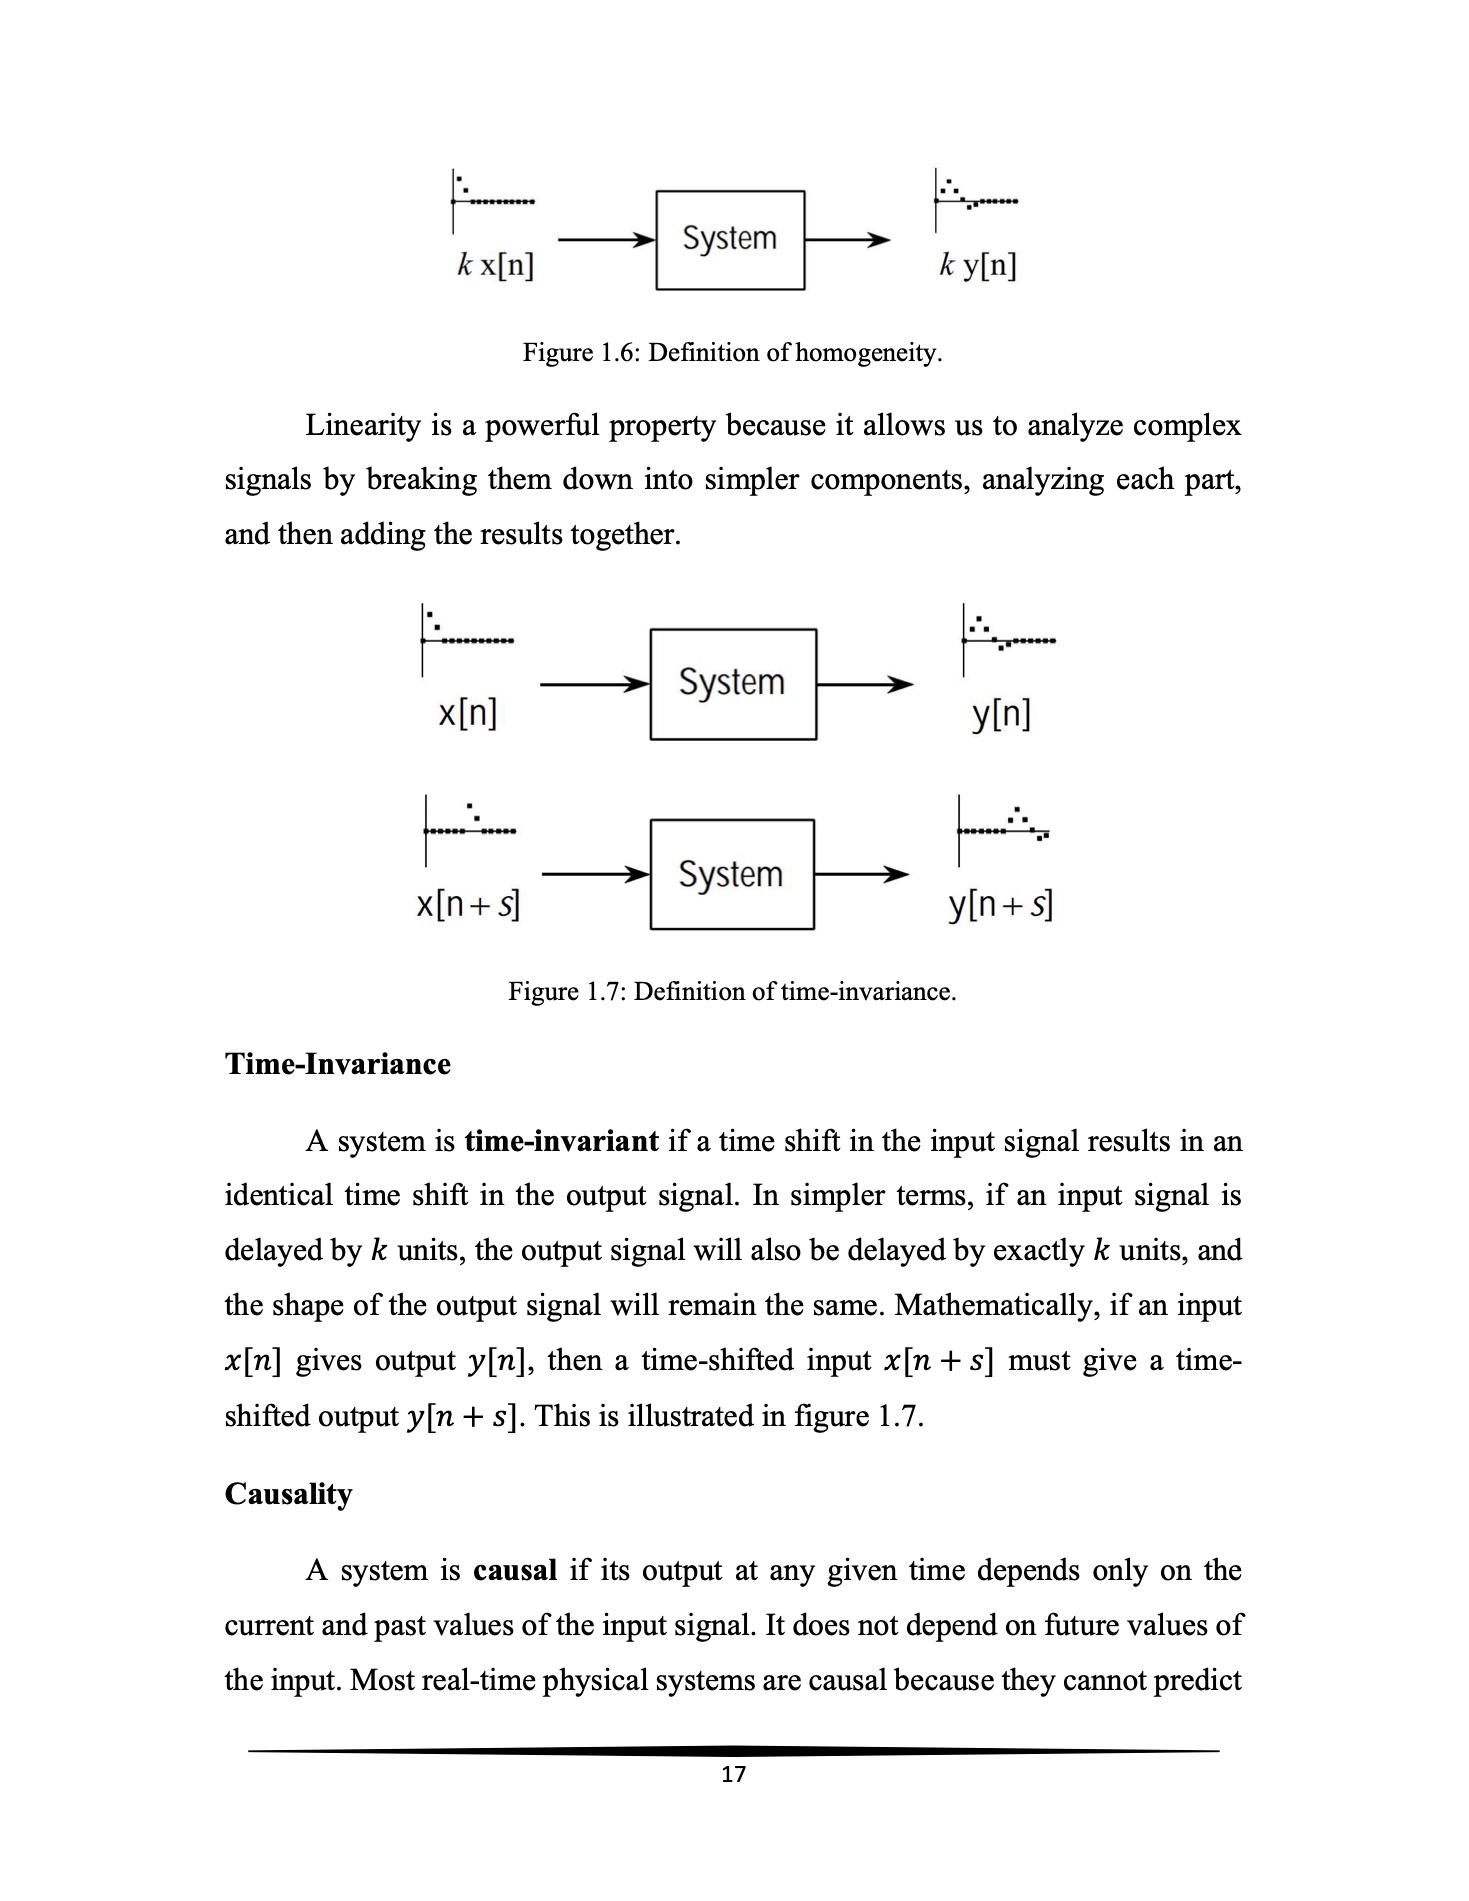 k x[n]
System
k y[n]
Figure 1.6: Definition of homogeneity.
Linearity is a powerful property because it allows us to analyze complex
signals by breaking them down into simpler components, analyzing each part,
and then adding the results together.
x[n]
System
y[n]
x[n+s]
System
y[n+s]
Figure 1.7: Definition of time-invariance.
Time-Invariance
A system is time-invariant if a time shift in the input signal results in an
identical time shift in the output signal. In simpler terms, if an input signal is
delayed by k units, the output signal will also be delayed by exactly k units, and
the shape of the output signal will remain the same. Mathematically, if an input
x[n] gives output y[n], then a time-shifted input x[n + s] must give a time-
shifted output y[n + s]. This is illustrated in figure 1.7.
Causality
A system is causal if its output at any given time depends only on the
current and past values of the input signal. It does not depend on future values of
the input. Most real-time physical systems are causal because they cannot predict
17